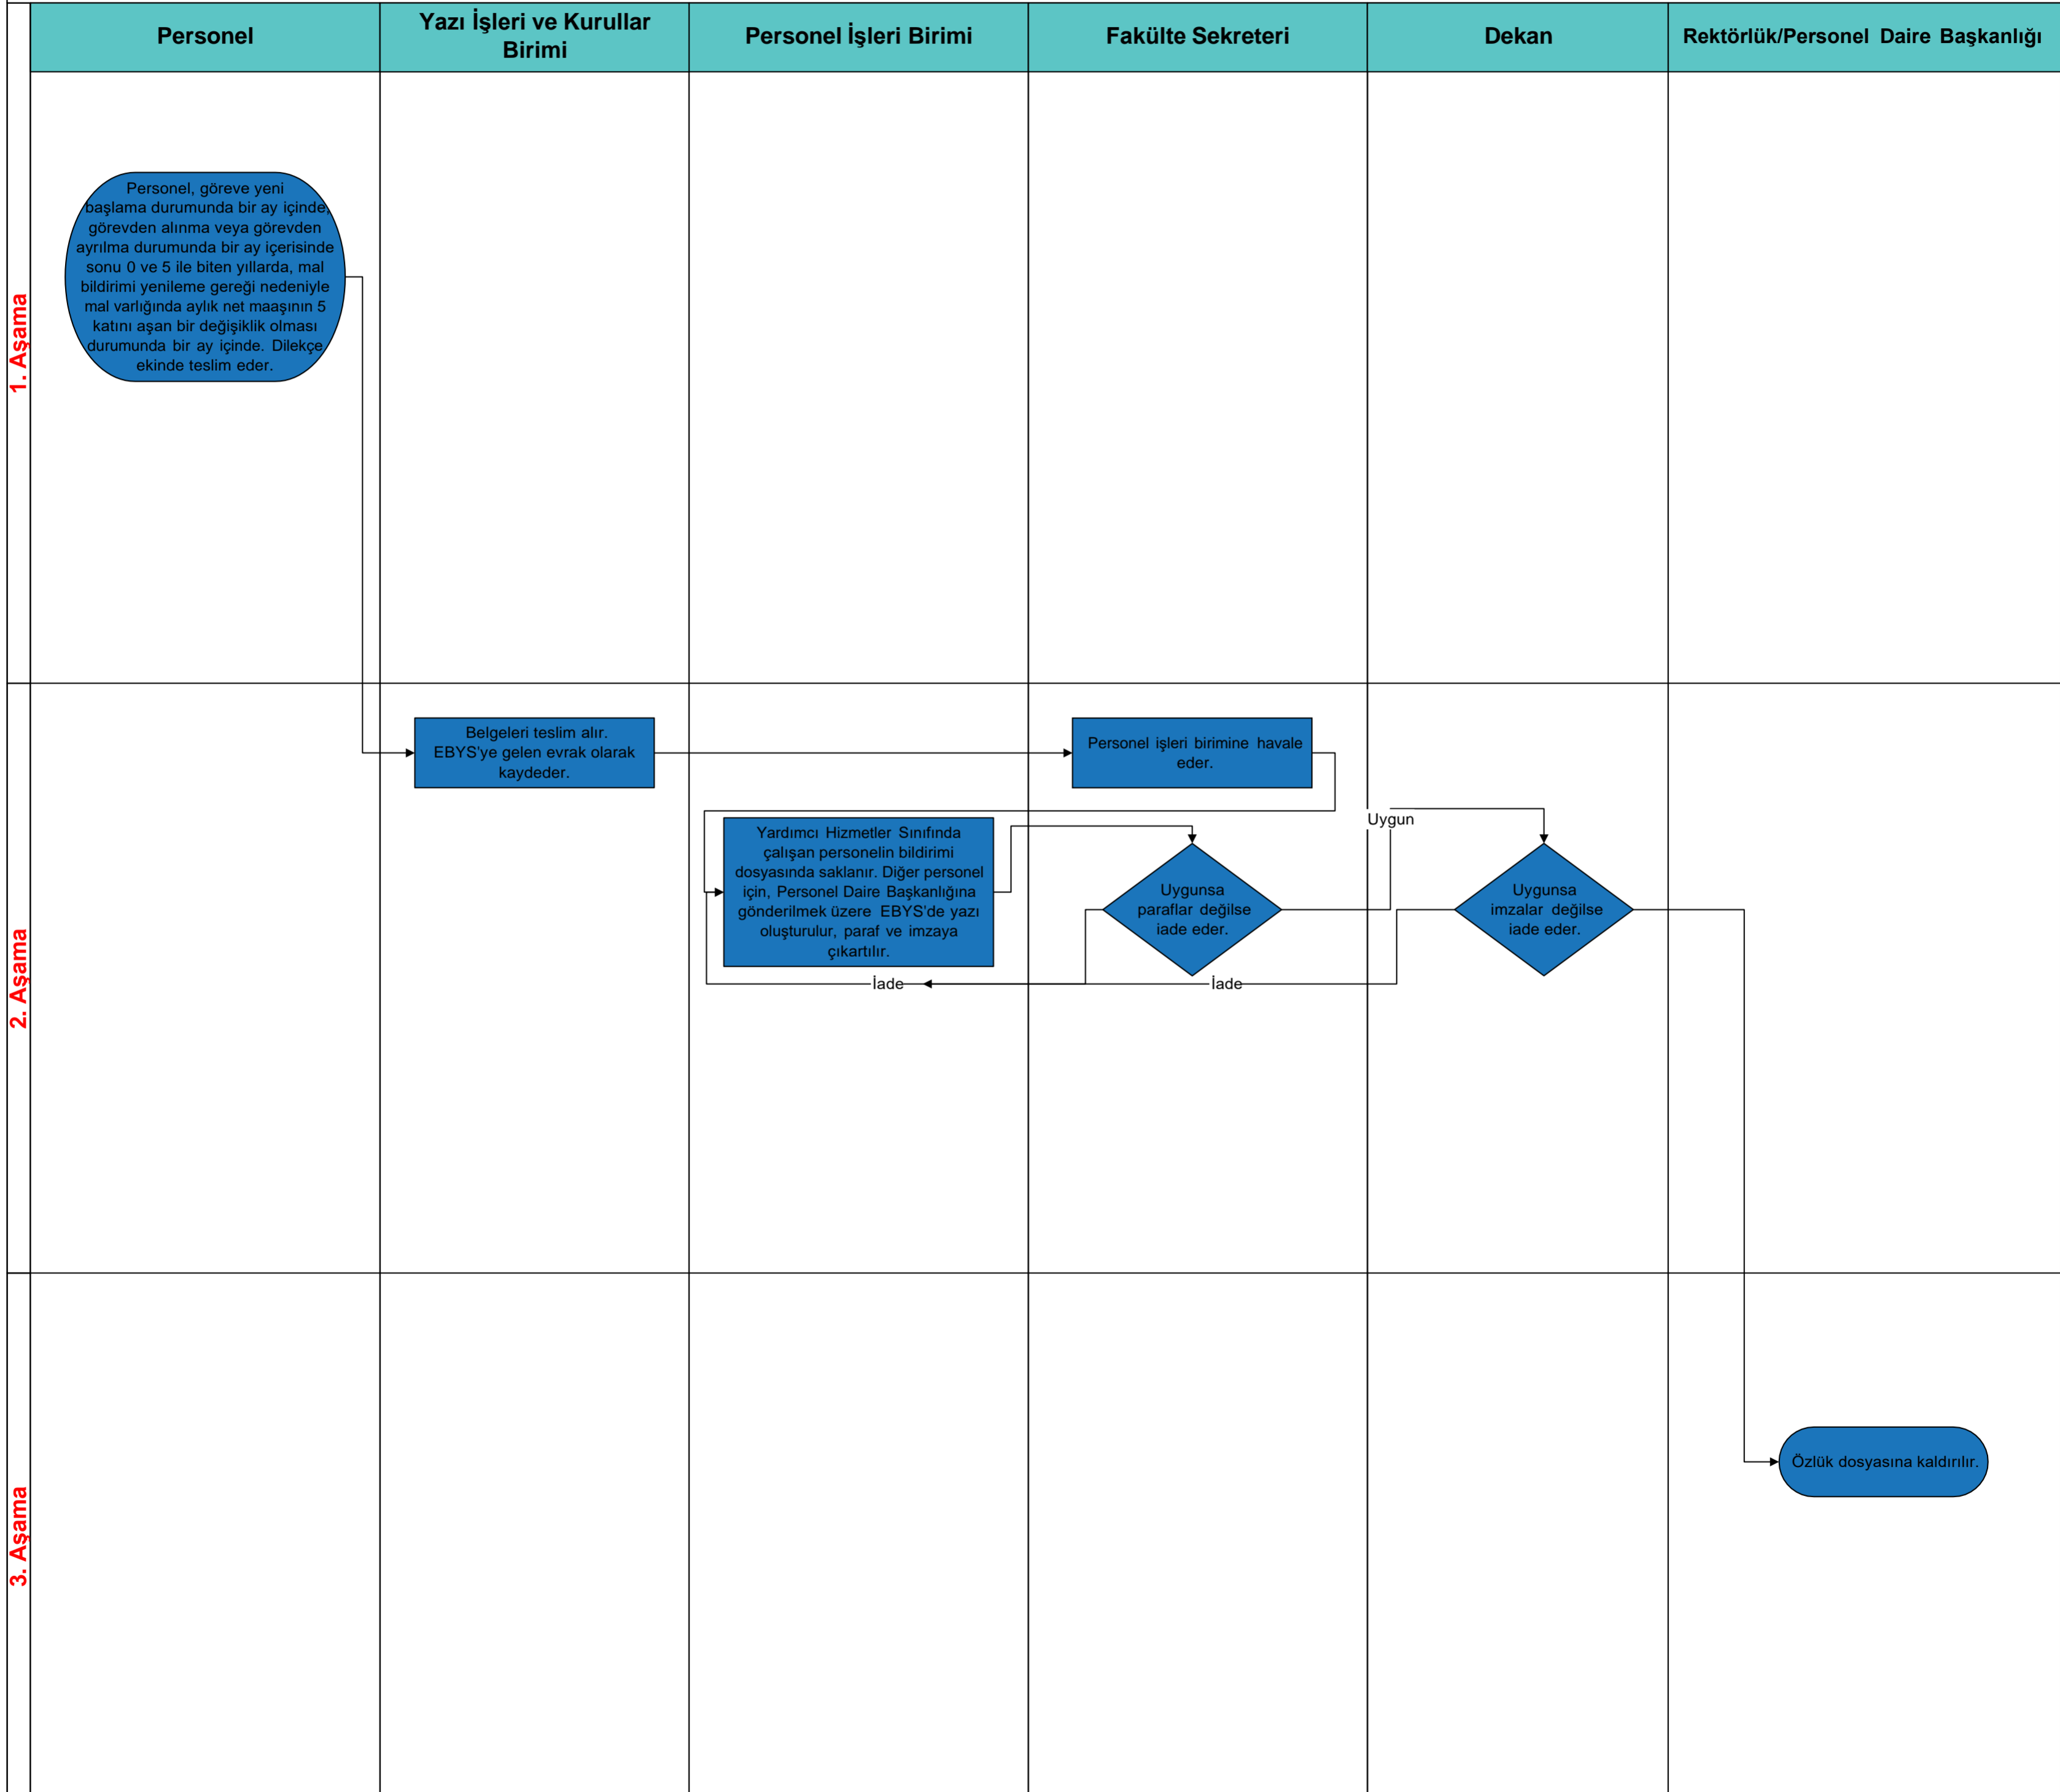 Personel
Yazı İşleri ve Kurullar
Birimi
Personel İşleri Birimi
Fakülte Sekreteri
Dekan
Rektörlük/Personel Daire Başkanlığı
1. Aşama
Personel, göreve yeni
başlama durumunda bir ay içinde,
görevden alınma veya görevden
ayrılma durumunda bir ay içerisinde
sonu 0 ve 5 ile biten yıllarda, mal
bildirimi yenileme gereği nedeniyle
mal varlığında aylık net maaşının 5
katını aşan bir değişiklik olması
durumunda bir ay içinde. Dilekçe
ekinde teslim eder.
2. Aşama
Belgeleri teslim alır.
EBYS'ye gelen evrak olarak
kaydeder.
Personel işleri birimine havale
eder.
Yardımcı Hizmetler Sınıfında
çalışan personelin bildirimi
dosyasında saklanır. Diğer personel
için, Personel Daire Başkanlığına
gönderilmek üzere EBYS'de yazı
oluşturulur, paraf ve imzaya
çıkartılır.
Uygunsa
paraflar değilse
iade eder.
Uygun
Uygunsa
imzalar değilse
iade eder.
İade
İade
3. Aşama
Özlük dosyasına kaldırılır.